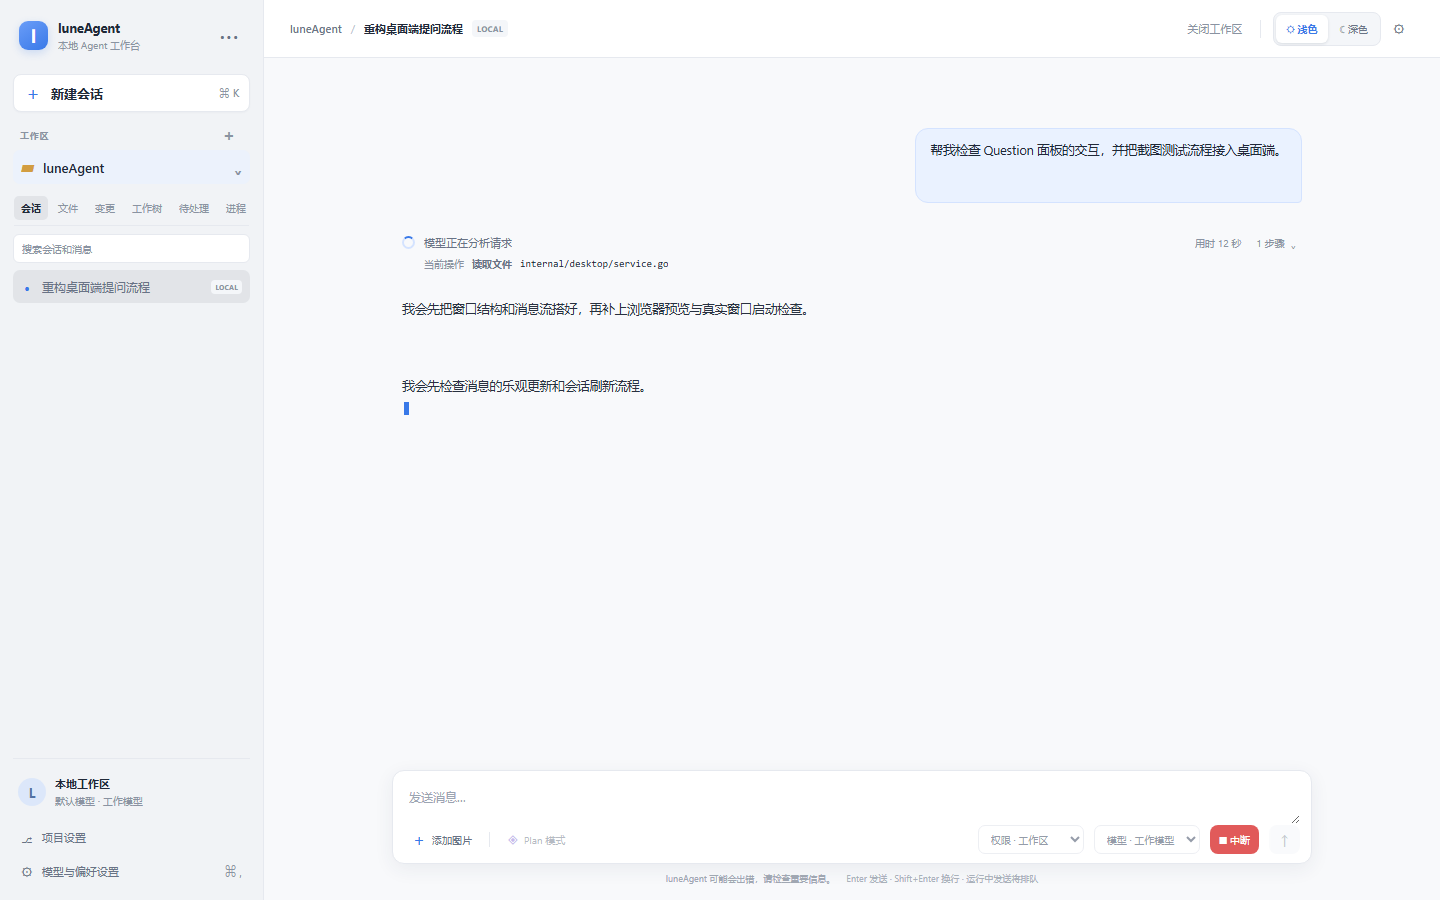 luneAgent
本地 Agent 工作台
•••
+ 新建会话 ⌘ K
工作区 +
luneAgent
会话 文件 变更 工作树 待处理 进程
搜索会话和消息
重构桌面端提问流程 LOCAL
本地工作区
L
默认模型 · 工作模型
项目设置
模型与偏好设置 ⌘ ,
luneAgent / 重构桌面端提问流程 LOCAL
关闭工作区 浅色 深色
帮我检查 Question 面板的交互，并把截图测试流程接入桌面端。
模型正在分析请求 用时 12 秒 1 步骤
当前操作 读取文件 internal/desktop/service.go
我会先把窗口结构和消息流搭好，再补上浏览器预览与真实窗口启动检查。
我会先检查消息的乐观更新和会话刷新流程。
发送消息...
+ 添加图片 Plan 模式 权限 · 工作区 模型 · 工作模型 中断 ↑
luneAgent 可能会出错，请检查重要信息。 Enter 发送 · Shift+Enter 换行 · 运行中发送将排队